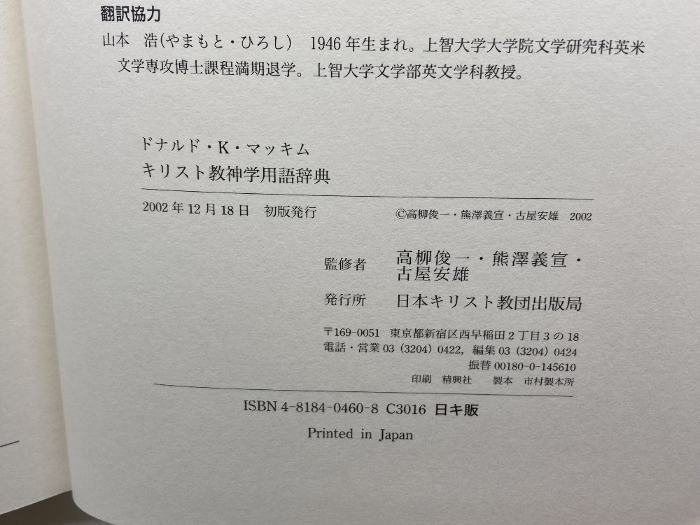 翻訳協力
山本 浩(やまもと・ひろし) 1946年生まれ。上智大学大学院文学研究科英米
文学専攻博士課程満期退学。上智大学文学部英文学科教授。
ドナルド・K・マッキム
キリスト教神学用語辞典
2002年12月18日 初版発行 ©高柳俊一・熊澤義宣・古屋安雄 2002
監修者 高柳俊一・熊澤義宣・
古屋安雄
発行所 日本キリスト教団出版局
〒169-0051 東京都新宿区西早稲田2丁目3の18
電話・営業03 (3204) 0422, 編集03 (3204) 0424
振替00180-0-145610
印刷 精興社 製本 市村製本所
ISBN 4-8184-0460-8 C3016 日キ販
Printed in Japan